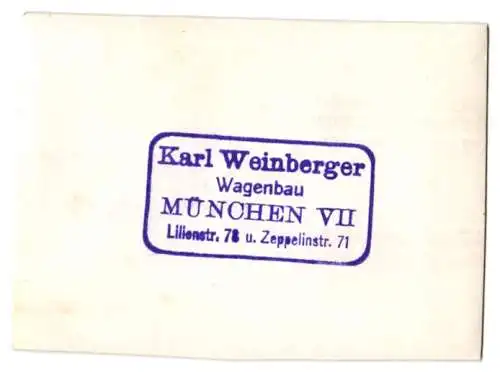 Karl Weinberger
Wagenbau
MÜNCHEN VII
Lilienstr. 78 u. Zeppelinstr. 71